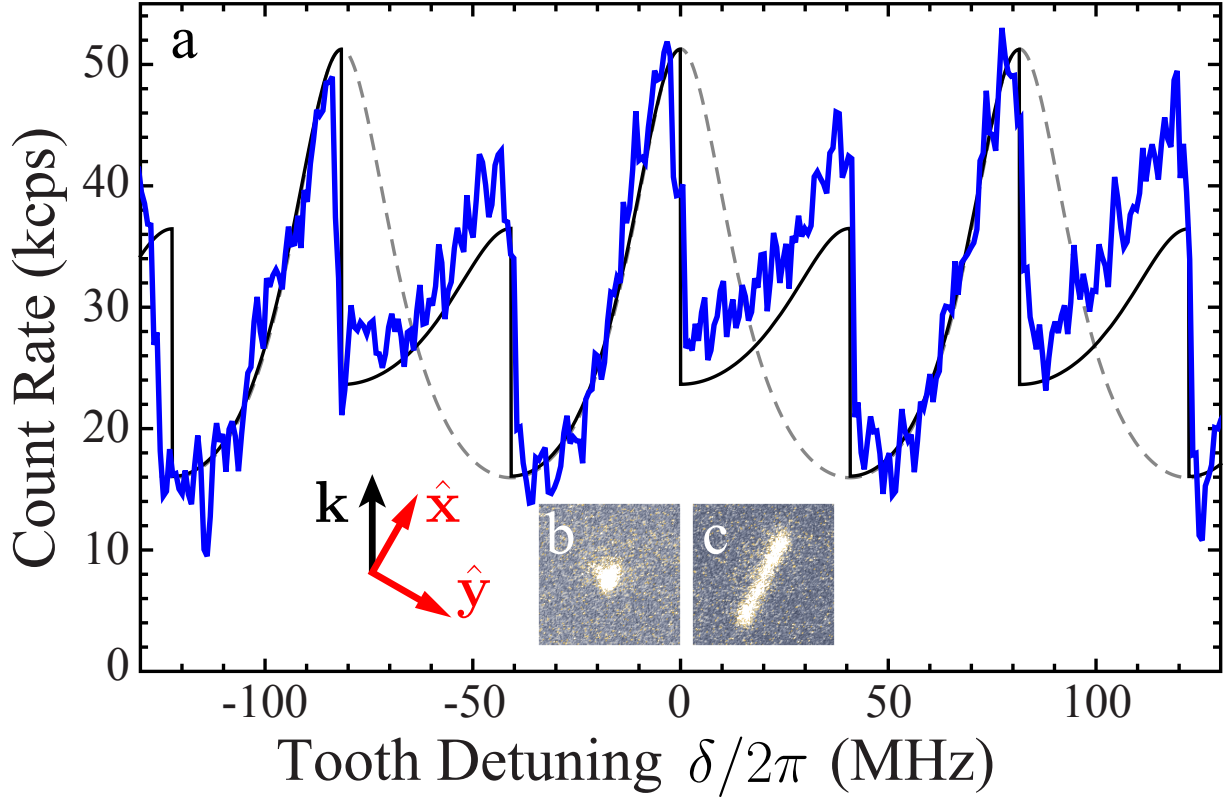 a
Count Rate (kcps)
50
40
30
20
10
0
k
x̂
ŷ
b
c
-100
-50
0
50
100
Tooth Detuning δ/2π (MHz)